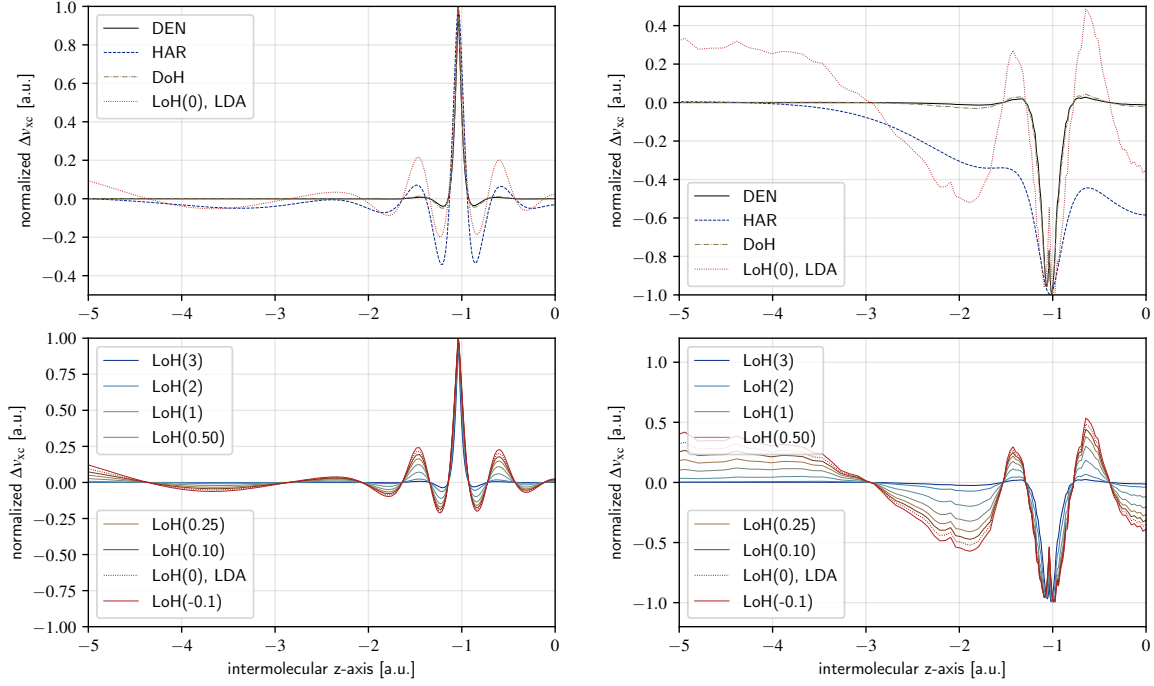 normalized Δvxc [a.u.]
1.0
0.8
0.6
0.4
0.2
0.0
−0.2
−0.4
DEN
HAR
DoH
LoH(0), LDA
−5
−4
−3
−2
−1
0
normalized Δvxc [a.u.]
0.4
0.2
0.0
−0.2
−0.4
−0.6
−0.8
−1.0
DEN
HAR
DoH
LoH(0), LDA
−5
−4
−3
−2
−1
0
normalized Δvxc [a.u.]
1.00
0.75
0.50
0.25
0.00
−0.25
−0.50
−0.75
−1.00
LoH(3)
LoH(2)
LoH(1)
LoH(0.50)
LoH(0.25)
LoH(0.10)
LoH(0), LDA
LoH(-0.1)
−5
−4
−3
−2
−1
0
intermolecular z-axis [a.u.]
normalized Δvxc [a.u.]
1.0
0.5
0.0
−0.5
−1.0
LoH(3)
LoH(2)
LoH(1)
LoH(0.50)
LoH(0.25)
LoH(0.10)
LoH(0), LDA
LoH(-0.1)
−5
−4
−3
−2
−1
0
intermolecular z-axis [a.u.]